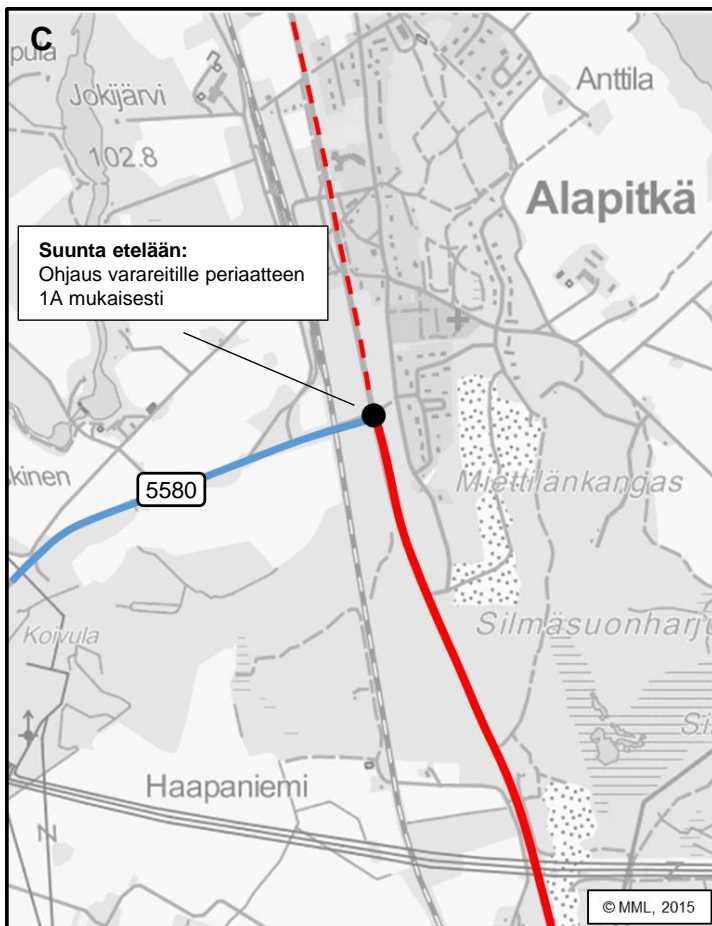 C
pula
Jokijärvi
102.8
Anttila
Alapitkä
Suunta etelään:
Ohjaus varareitille periaatteen
1A mukaisesti
kinen
5580
Miettilänkangas
Koivula
Silmäsuonharju
Haapaniemi
© MML, 2015